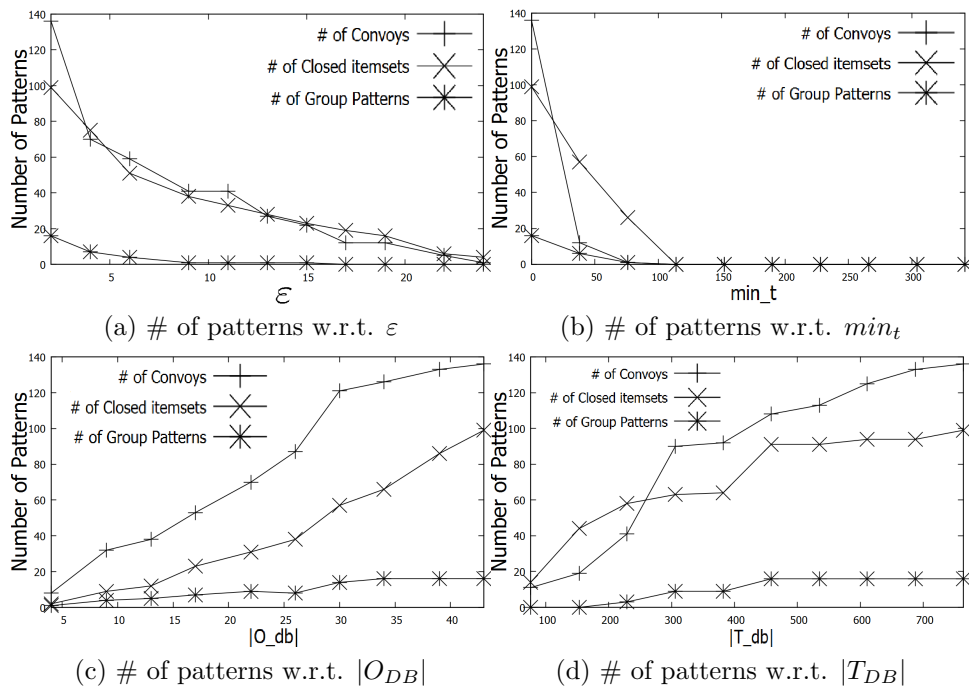 140
120
100
80
60
40
20
0
Number of Patterns
# of Convoys
# of Closed itemsets
# of Group Patterns
5 10 15 20
ε
(a) # of patterns w.r.t. ε
140
120
100
80
60
40
20
0
Number of Patterns
# of Convoys
# of Closed itemsets
# of Group Patterns
0 50 100 150 200 250 300
min_t
(b) # of patterns w.r.t. min_t
140
120
100
80
60
40
20
0
Number of Patterns
# of Convoys
# of Closed itemsets
# of Group Patterns
5 10 15 20 25 30 35 40
|O_db|
(c) # of patterns w.r.t. |O_DB|
140
120
100
80
60
40
20
0
Number of Patterns
# of Convoys
# of Closed itemsets
# of Group Patterns
100 200 300 400 500 600 700
|T_db|
(d) # of patterns w.r.t. |T_DB|